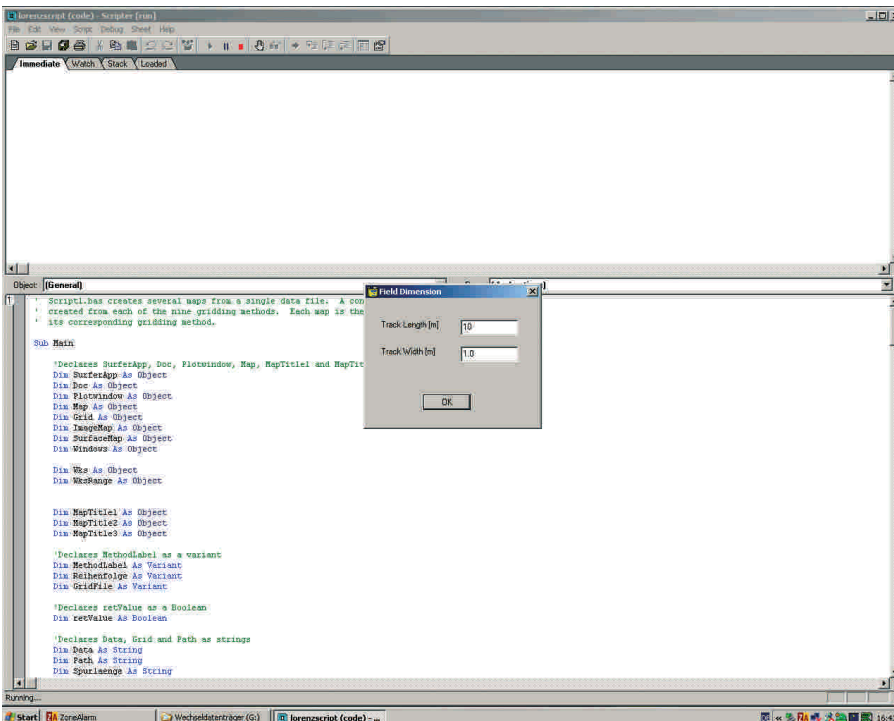 lorenzscript (code) - Scripter [run]
File Edit View Script Debug Sheet Help
Immediate Watch Stack Loaded
Object: (General)
Field Dimension
Track Length [m] 10
Track Width [m] 1.0
OK
1
' Script1.bas creates several maps from a single data file. A con
' created from each of the nine gridding methods. Each map is the
' its corresponding gridding method.
Sub Main
'Declares SurferApp, Doc, Plotwindow, Map, MapTitle1 and MapTit
Dim SurferApp As Object
Dim Doc As Object
Dim Plotwindow As Object
Dim Map As Object
Dim Grid As Object
Dim ImageMap As Object
Dim SurfaceMap As Object
Dim Windows As Object
Dim Wks As Object
Dim WksRange As Object
Dim MapTitle1 As Object
Dim MapTitle2 As Object
Dim MapTitle3 As Object
'Declares MethodLabel as a variant
Dim MethodLabel As Variant
Dim Reihenfolge As Variant
Dim GridFile As Variant
'Declares retValue as a Boolean
Dim retValue As Boolean
'Declares Data, Grid and Path as strings
Dim Data As String
Dim Path As String
Dim Spurlaenge As String
Running...
Start ZoneAlarm Wechseldatenträger (G:) lorenzscript (code) - ...